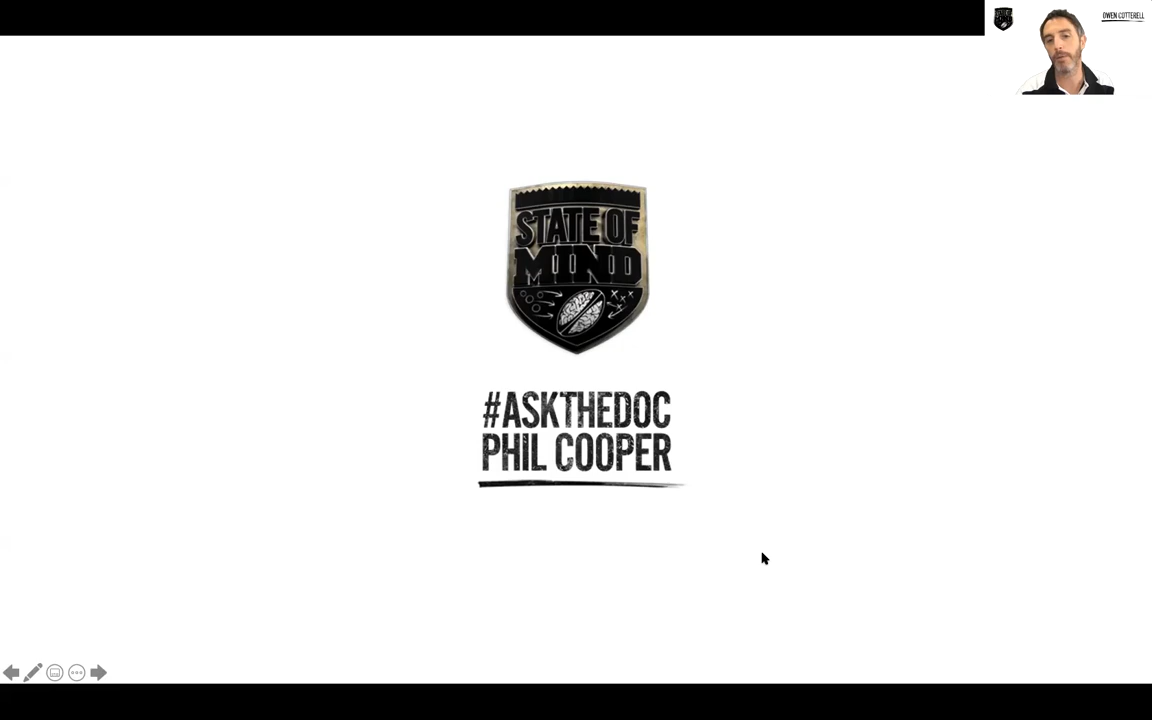 OWEN COTTERELL
STATE OF
MIND
#ASKTHEDOC
PHIL COOPER